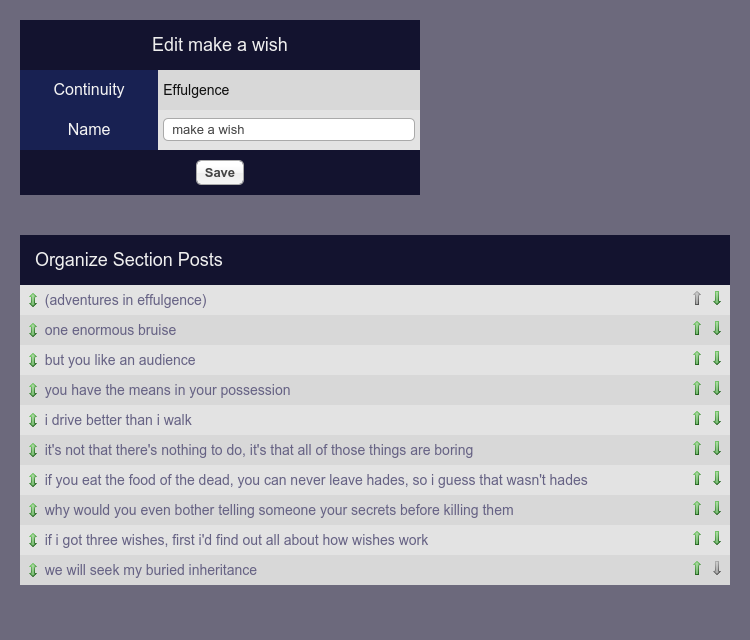 Edit make a wish
Continuity
Effulgence
Name
make a wish
Save
Organize Section Posts
(adventures in effulgence)
one enormous bruise
but you like an audience
you have the means in your possession
i drive better than i walk
it's not that there's nothing to do, it's that all of those things are boring
if you eat the food of the dead, you can never leave hades, so i guess that wasn't hades
why would you even bother telling someone your secrets before killing them
if i got three wishes, first i'd find out all about how wishes work
we will seek my buried inheritance